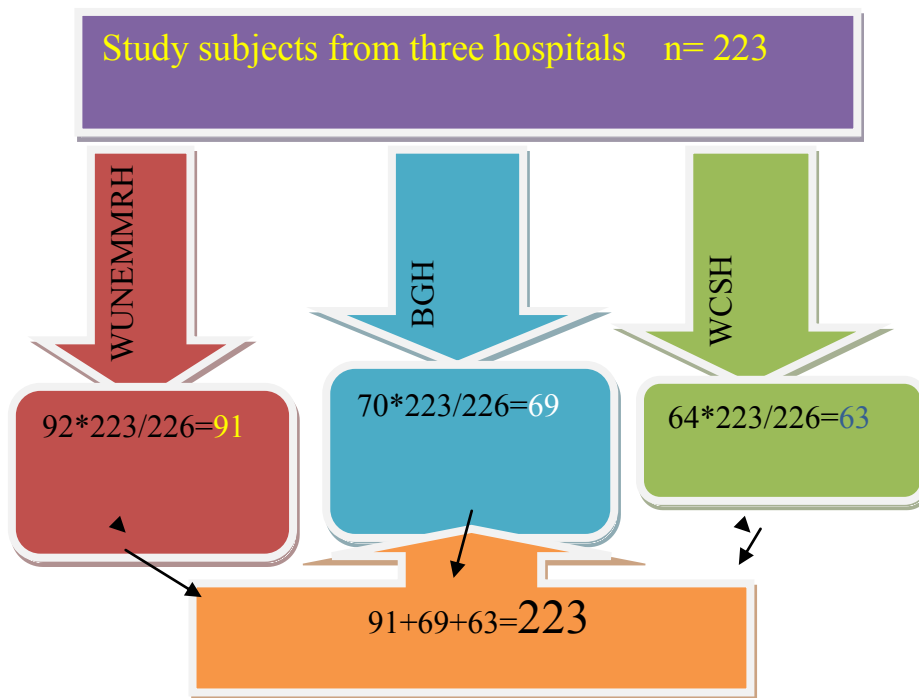 Study subjects from three hospitals n= 223
WUNEMMRH
BGH
WCSH
92*223/226=91
70*223/226=69
64*223/226=63
91+69+63=223